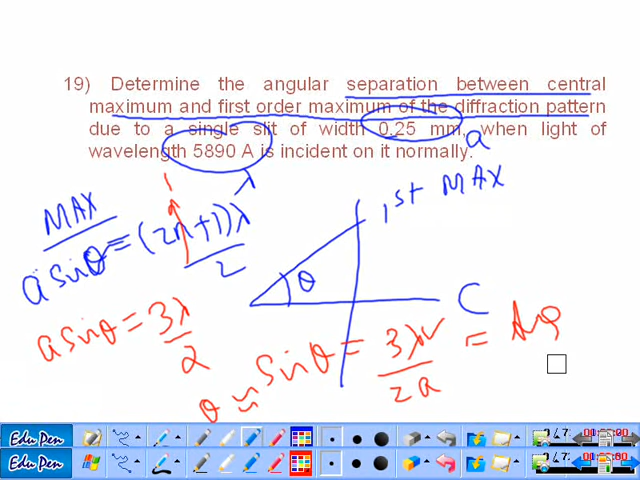 19) Determine the angular separation between central
maximum and first order maximum of the diffraction pattern
due to a single slit of width 0.25 mm, when light of
wavelength 5890 A is incident on it normally.
a
1
λ
MAX
a sinθ = (2n+1)λ
2
1st MAX
θ
C
a sinθ = 3λ
2
θ ≈ sinθ = 3λ = Ans
2a
Edu Pen
Edu Pen